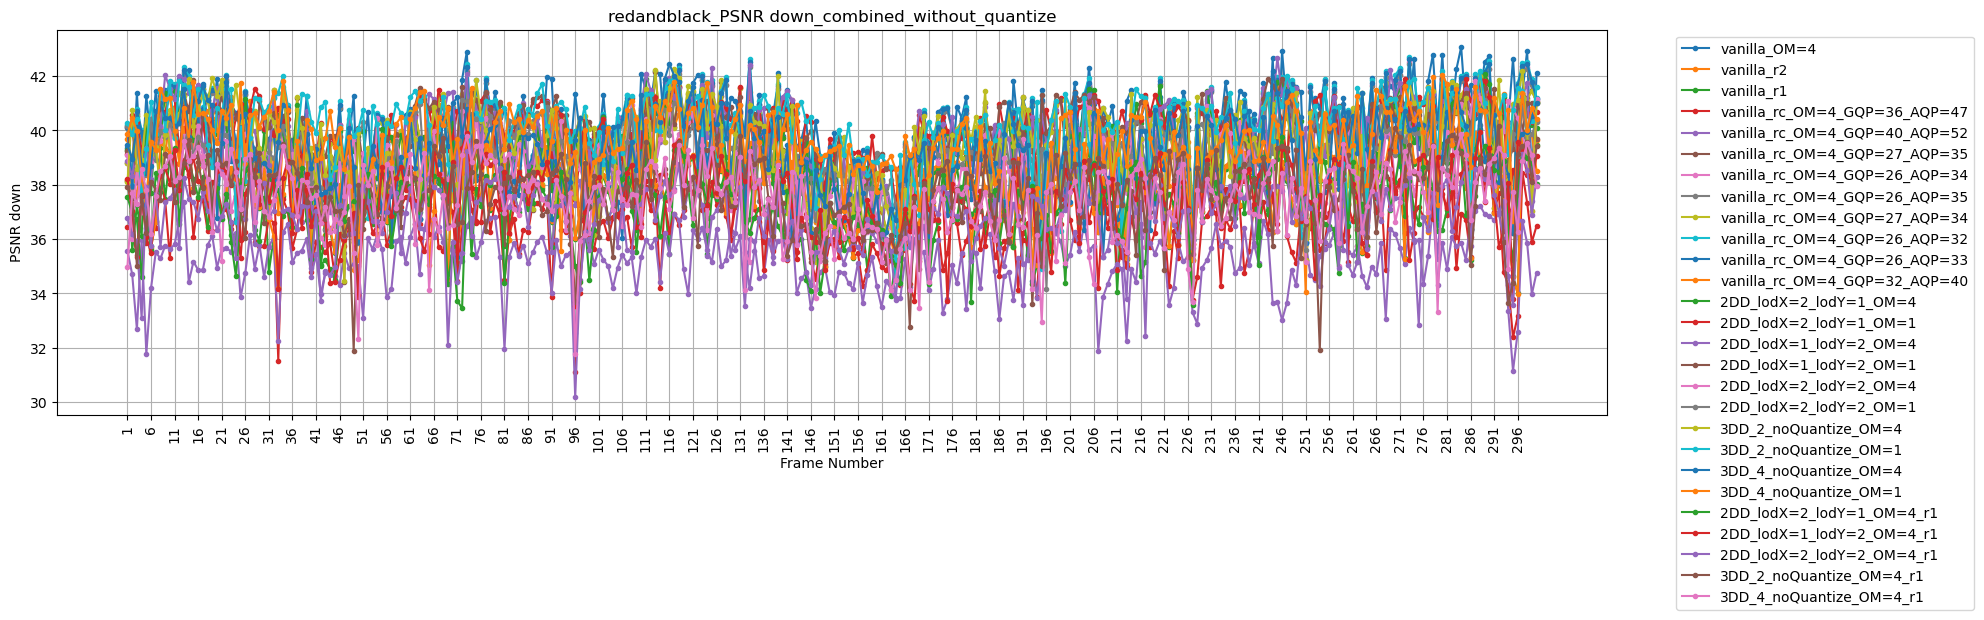 redandblack_PSNR down_combined_without_quantize
PSNR down
42
40
38
36
34
32
30
1 6 11 16 21 26 31 36 41 46 51 56 61 66 71 76 81 86 91 96 101 106 111 116 121 126 131 136 141 146 151 156 161 166 171 176 181 186 191 196 201 206 211 216 221 226 231 236 241 246 251 256 261 266 271 276 281 286 291 296
Frame Number
vanilla_OM=4
vanilla_r2
vanilla_r1
vanilla_rc_OM=4_GQP=36_AQP=47
vanilla_rc_OM=4_GQP=40_AQP=52
vanilla_rc_OM=4_GQP=27_AQP=35
vanilla_rc_OM=4_GQP=26_AQP=34
vanilla_rc_OM=4_GQP=26_AQP=35
vanilla_rc_OM=4_GQP=27_AQP=34
vanilla_rc_OM=4_GQP=26_AQP=32
vanilla_rc_OM=4_GQP=26_AQP=33
vanilla_rc_OM=4_GQP=32_AQP=40
2DD_lodX=2_lodY=1_OM=4
2DD_lodX=2_lodY=1_OM=1
2DD_lodX=1_lodY=2_OM=4
2DD_lodX=1_lodY=2_OM=1
2DD_lodX=2_lodY=2_OM=4
2DD_lodX=2_lodY=2_OM=1
3DD_2_noQuantize_OM=4
3DD_2_noQuantize_OM=1
3DD_4_noQuantize_OM=4
3DD_4_noQuantize_OM=1
2DD_lodX=2_lodY=1_OM=4_r1
2DD_lodX=1_lodY=2_OM=4_r1
2DD_lodX=2_lodY=2_OM=4_r1
3DD_2_noQuantize_OM=4_r1
3DD_4_noQuantize_OM=4_r1